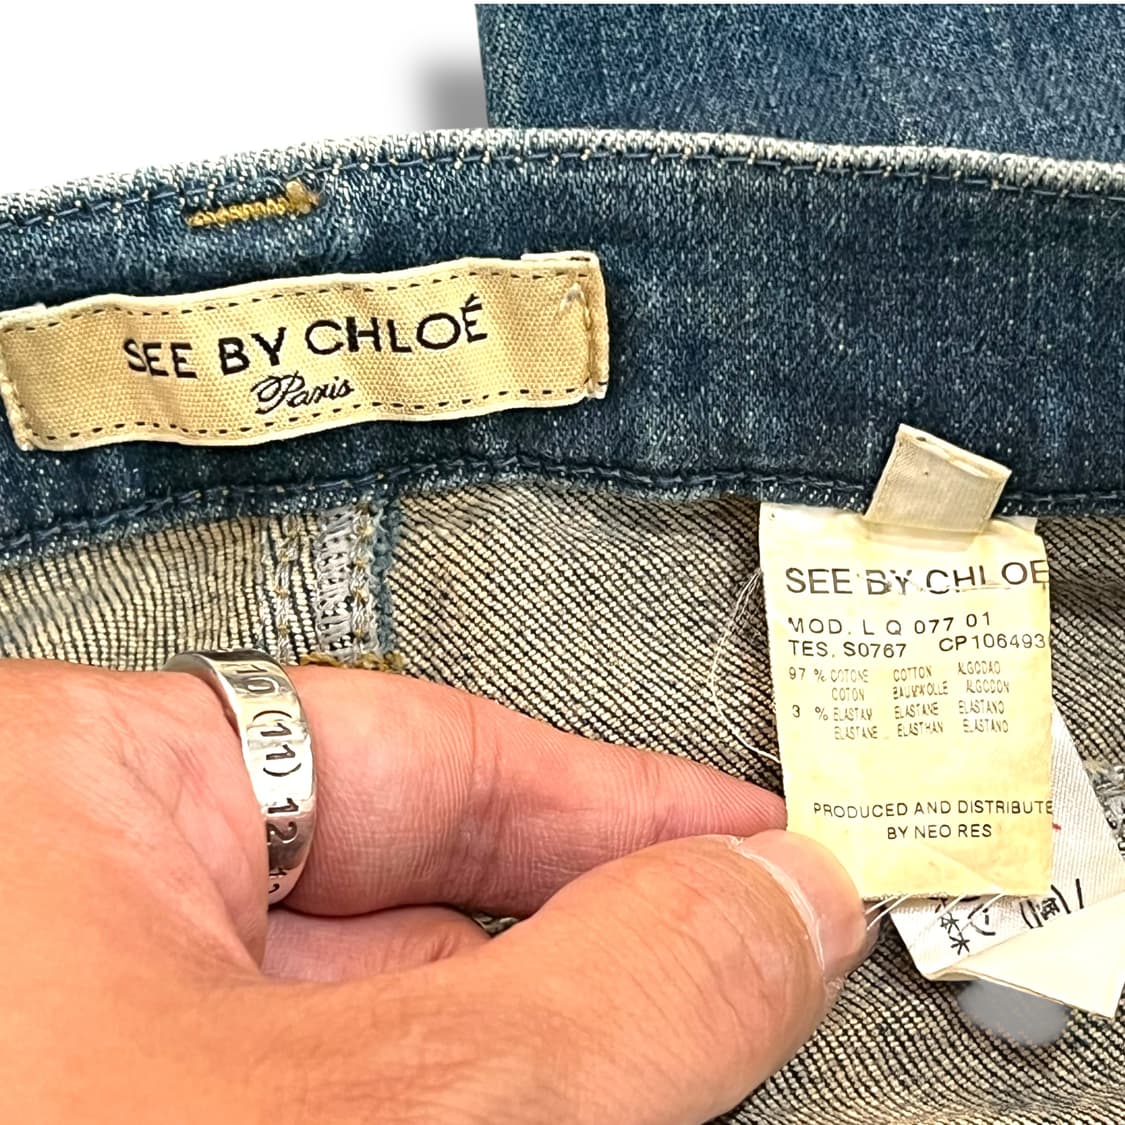 SEE BY CHLOÉ
Paris
SEE BY CHLOE
MOD. L Q 077 01
TES. S0767 CP106493
97 % COTONE COTTON ALGODAO
COTON BAUMWOLLE ALGODON
3 % ELASTAN ELASTANE ELASTANO
ELASTANE ELASTHAN ELASTANO
PRODUCED AND DISTRIBUTE
BY NEO RES
10 (11) 12